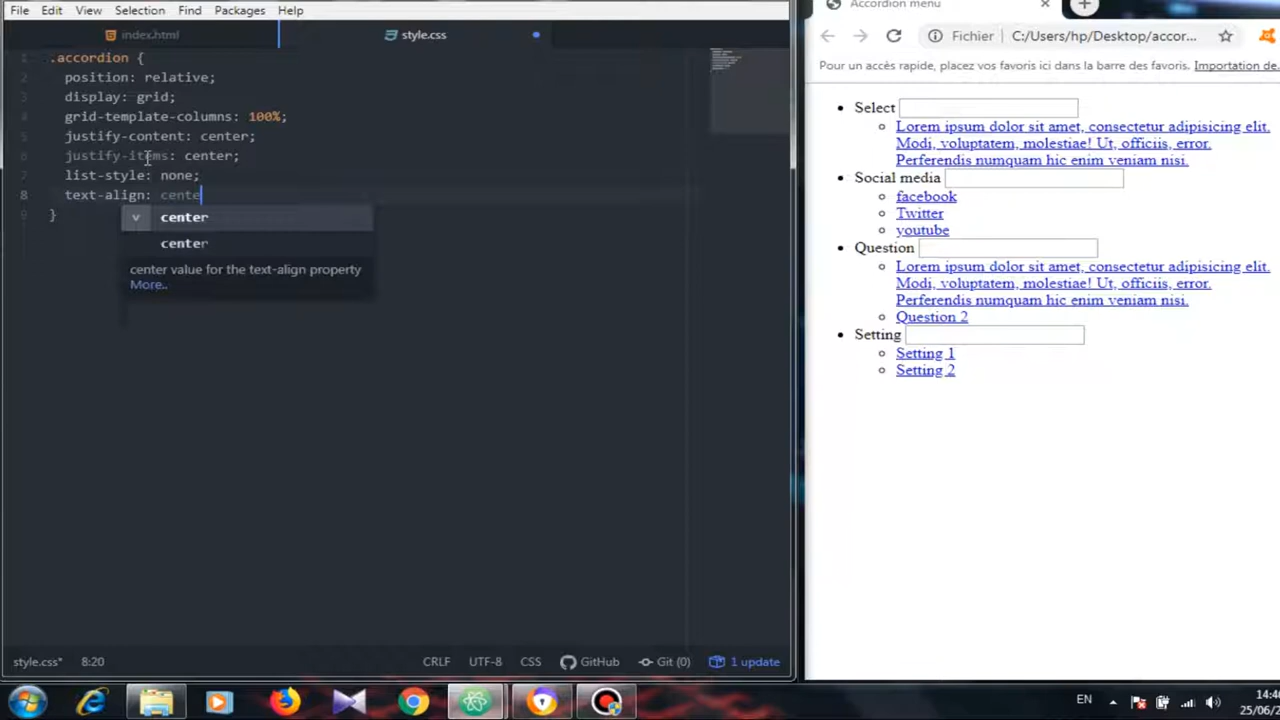 File Edit View Selection Find Packages Help
index.html
style.css
.accordion {
position: relative;
display: grid;
grid-template-columns: 100%;
justify-content: center;
justify-items: center;
list-style: none;
text-align: cente
}
3
4
5
6
7
8
v center
center
center value for the text-align property
More..
style.css* 8:20 CRLF UTF-8 CSS GitHub Git (0) 1 update
Accordion menu
Fichier C:/Users/hp/Desktop/accor...
Pour un accès rapide, placez vos favoris ici dans la barre des favoris. Importation de.
Select
Lorem ipsum dolor sit amet, consectetur adipisicing elit.
Modi, voluptatem, molestiae! Ut, officiis, error.
Perferendis numquam hic enim veniam nisi.
Social media
facebook
Twitter
youtube
Question
Lorem ipsum dolor sit amet, consectetur adipisicing elit.
Modi, voluptatem, molestiae! Ut, officiis, error.
Perferendis numquam hic enim veniam nisi.
Question 2
Setting
Setting 1
Setting 2
EN